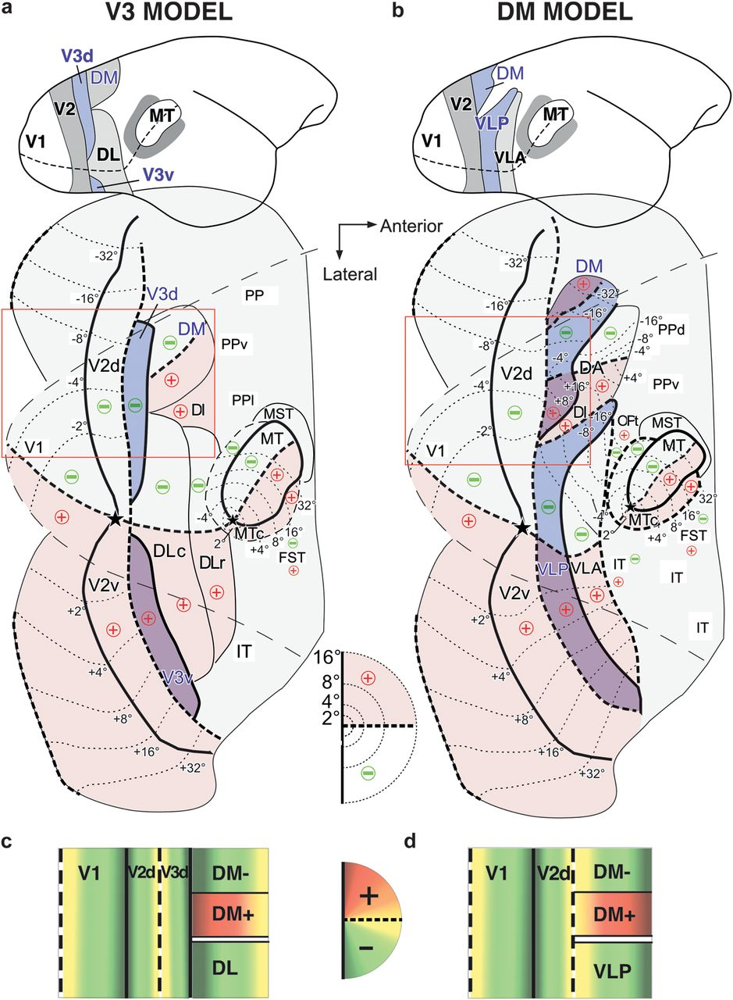 a
V3 MODEL
V3d
DM
V2
MT
V1
DL
V3v
b
DM MODEL
DM
V2
VLP
MT
V1
VLA
Anterior
Lateral
-32°
-16°
V3d
PP
-8°
DM
PPv
V2d
-4°
DI
PPl
MST
-2°
MT
V1
-4°
32°
2°
MTc
16°
+4°
8°
FST
DLc
DLr
V2v
+2°
IT
V3v
+4°
+8°
+16°
+32°
-32°
DM
-16°
-32°
-16°
-16°
-8°
PPd
-8°
-4°
-4°
V2d
DA
+4°
PPv
-4°
+16°
+8°
DI
-16°
-8°
OFt
MST
-2°
MT
V1
-4°
32°
2°
MTc
16°
+4°
8°
FST
VLP
VLA
IT
IT
V2v
+2°
IT
+4°
+8°
+16°
+32°
16°
8°
4°
2°
c
V1
V2d
V3d
DM-
DM+
DL
+
–
d
V1
V2d
DM-
DM+
VLP